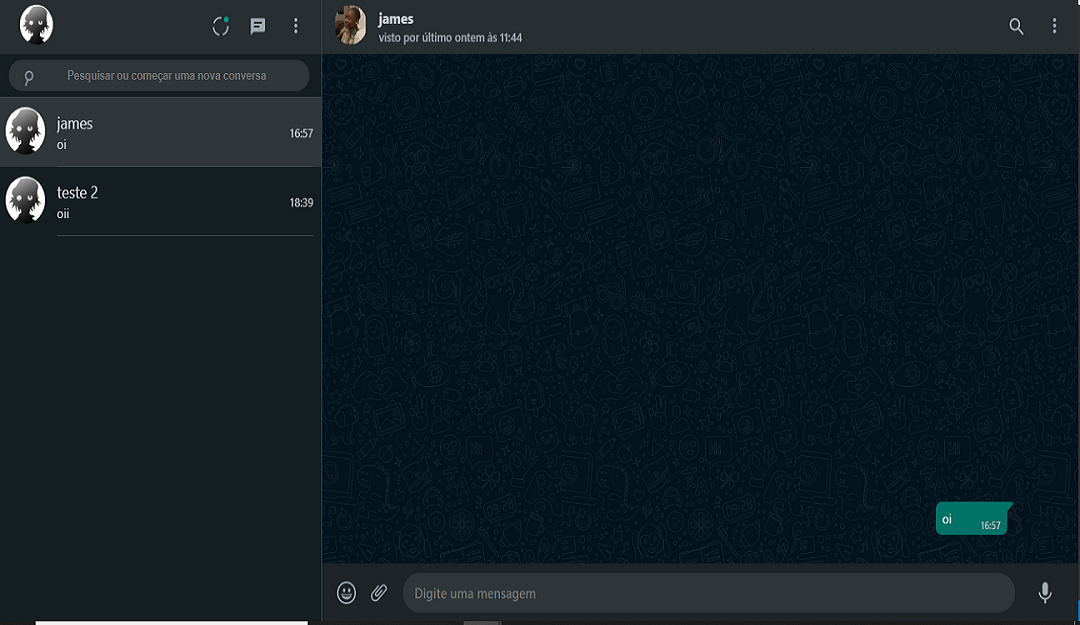 james
visto por último ontem às 11:44
Pesquisar ou começar uma nova conversa
james
16:57
oi
teste 2
18:39
oii
oi
16:57
Digite uma mensagem